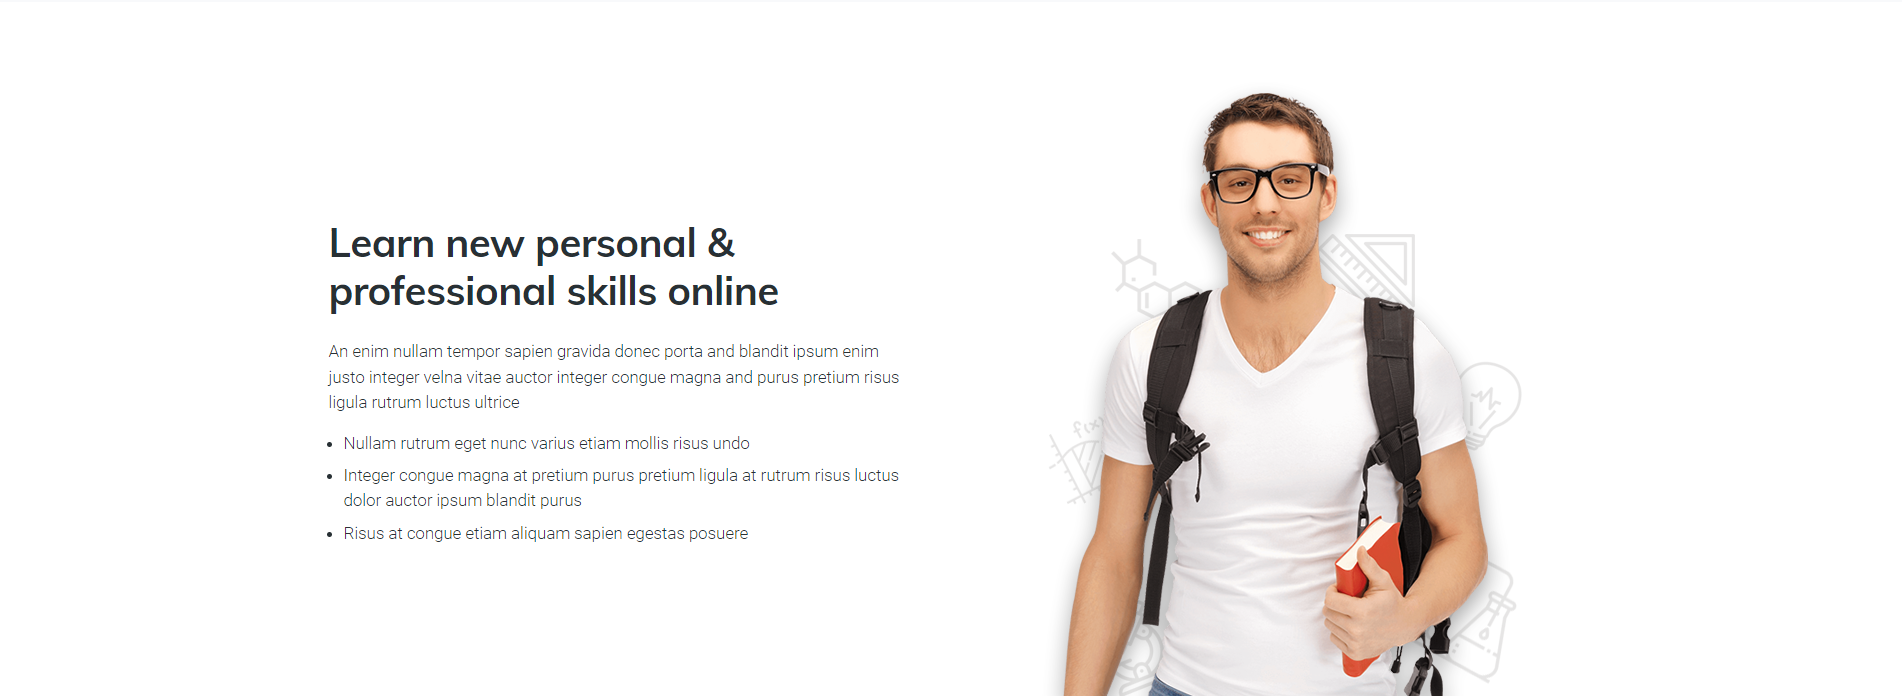 Learn new personal &
professional skills online
An enim nullam tempor sapien gravida donec porta and blandit ipsum enim
justo integer velna vitae auctor integer congue magna and purus pretium risus
ligula rutrum luctus ultrice
• Nullam rutrum eget nunc varius etiam mollis risus undo
• Integer congue magna at pretium purus pretium ligula at rutrum risus luctus
dolor auctor ipsum blandit purus
• Risus at congue etiam aliquam sapien egestas posuere
f(x)